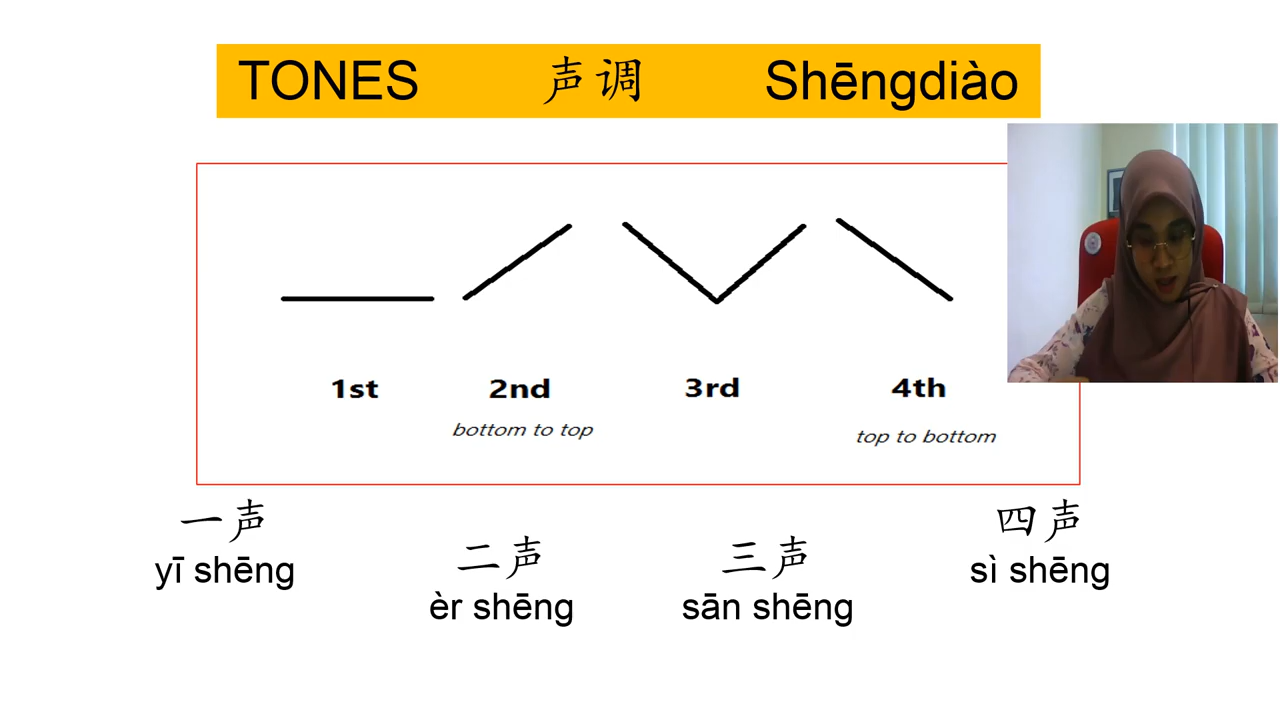 TONES 声调 Shēngdiào
1st 2nd 3rd 4th
bottom to top
top to bottom
一声
yī shēng
二声
èr shēng
三声
sān shēng
四声
sì shēng